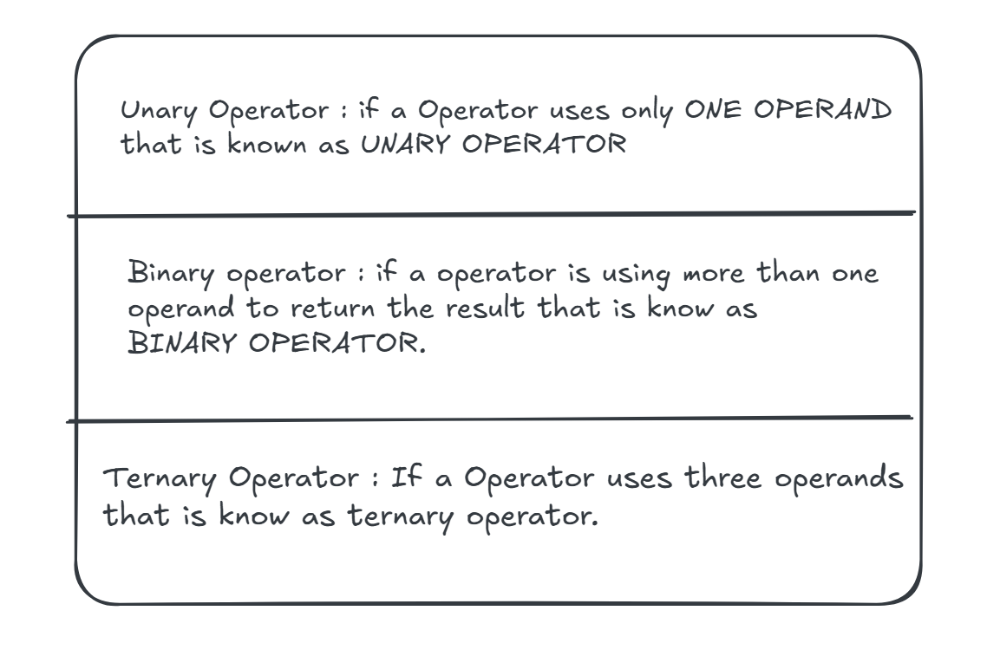 Unary Operator : if a Operator uses only ONE OPERAND
that is known as UNARY OPERATOR
Binary operator : if a operator is using more than one
operand to return the result that is know as
BINARY OPERATOR.
Ternary Operator : If a Operator uses three operands
that is know as ternary operator.